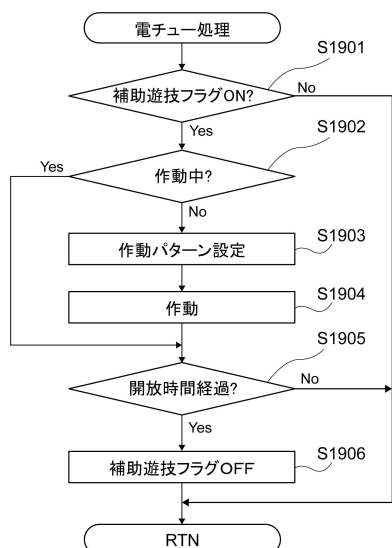 電チュー処理
S1901
補助遊技フラグON?
No
Yes
S1902
作動中?
Yes
No
S1903
作動パターン設定
S1904
作動
S1905
開放時間経過?
No
Yes
S1906
補助遊技フラグOFF
RTN